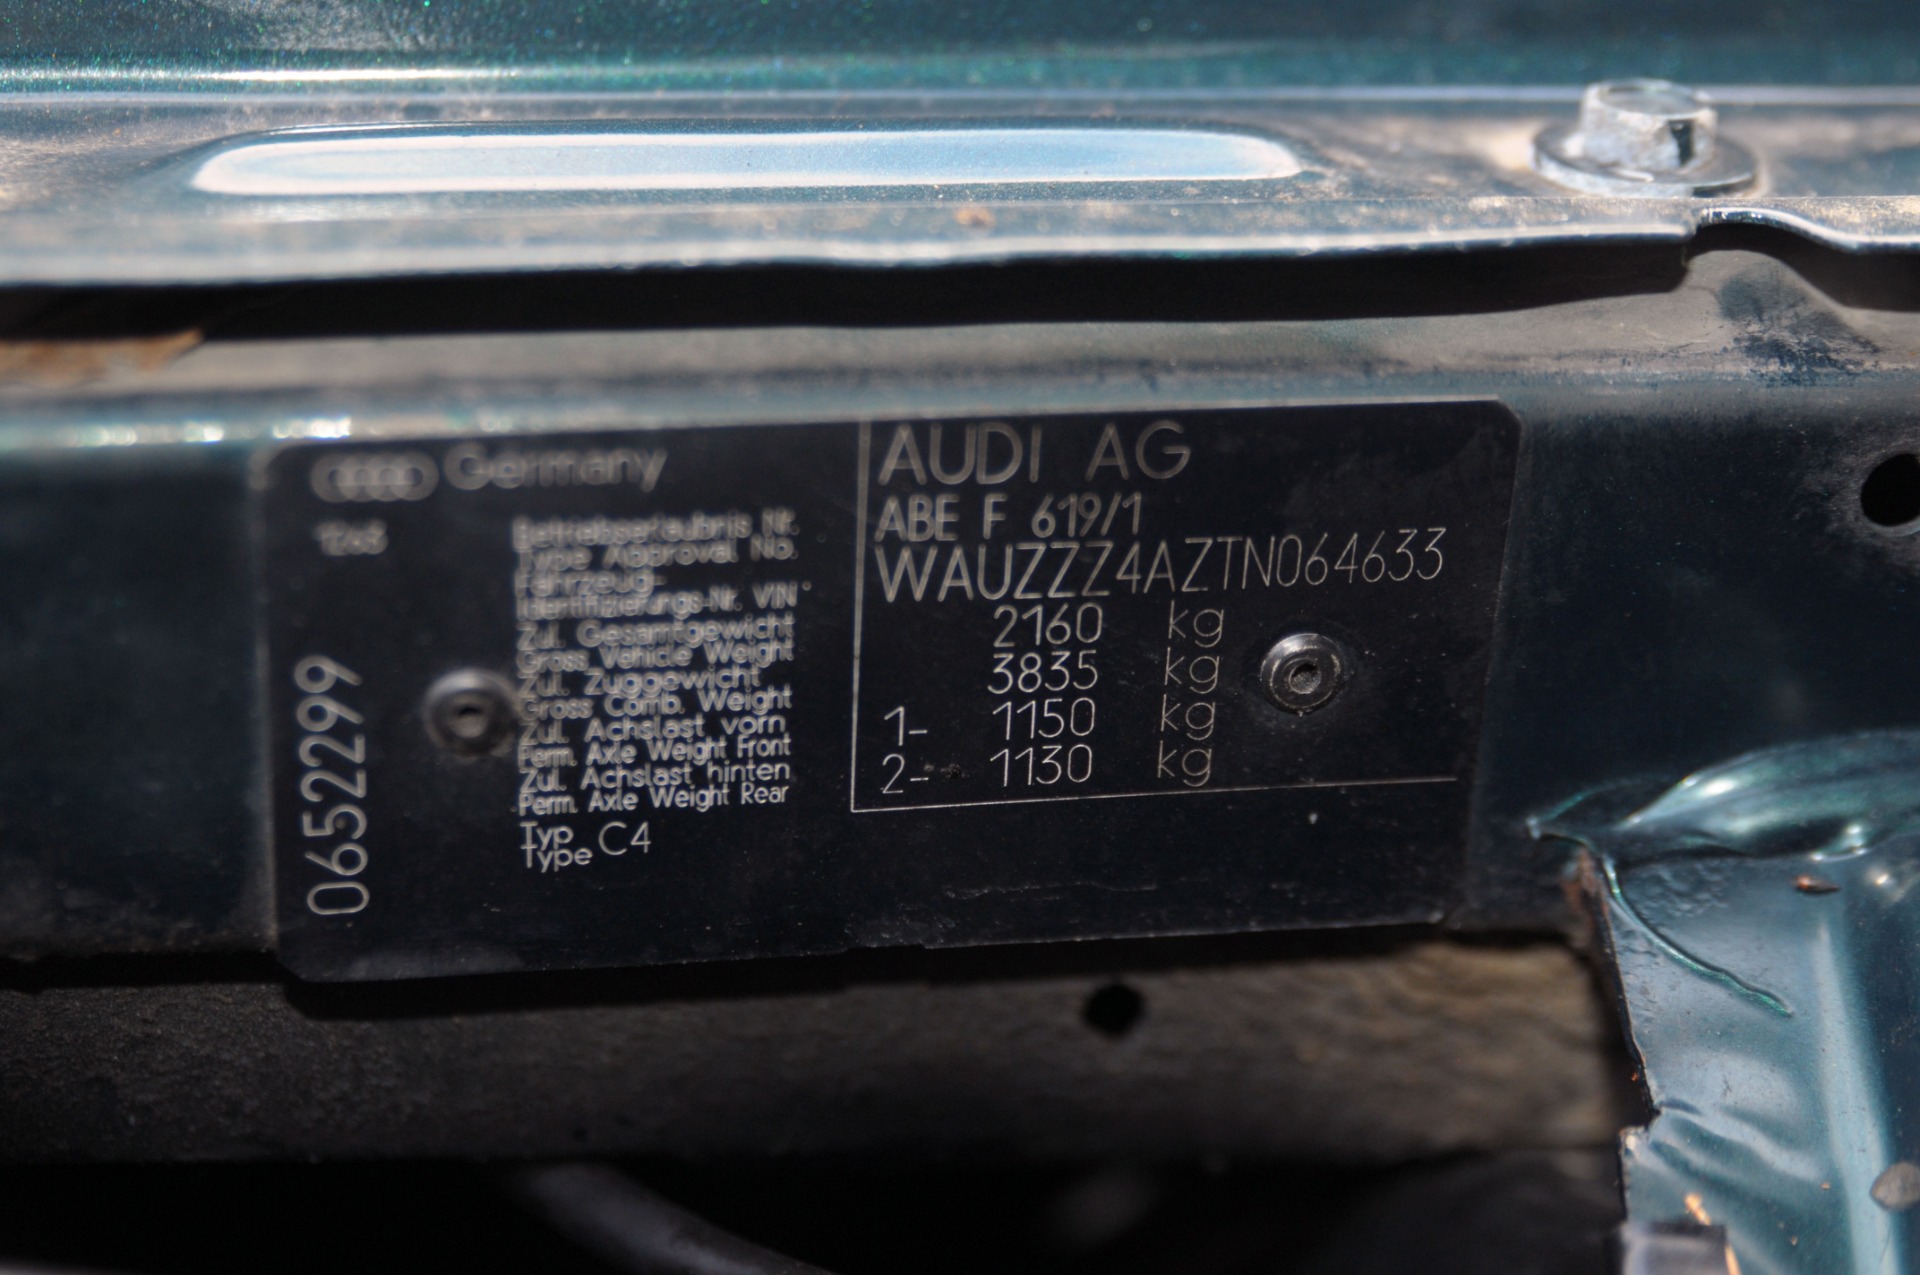 Germany
AUDI AG
Betriebserlaubnis Nr.
Type Approval No.
ABE F 619/1
Fahrzeug-
Identifizierungs-Nr. VIN
WAUZZZ4AZTN064633
Zul. Gesamtgewicht
Gross Vehicle Weight
2160 kg
Zul. Zuggewicht
Gross Comb. Weight
3835 kg
Zul. Achslast vorn
Perm. Axle Weight Front
1- 1150 kg
Zul. Achslast hinten
Perm. Axle Weight Rear
2- 1130 kg
Typ
Type C4
0652299